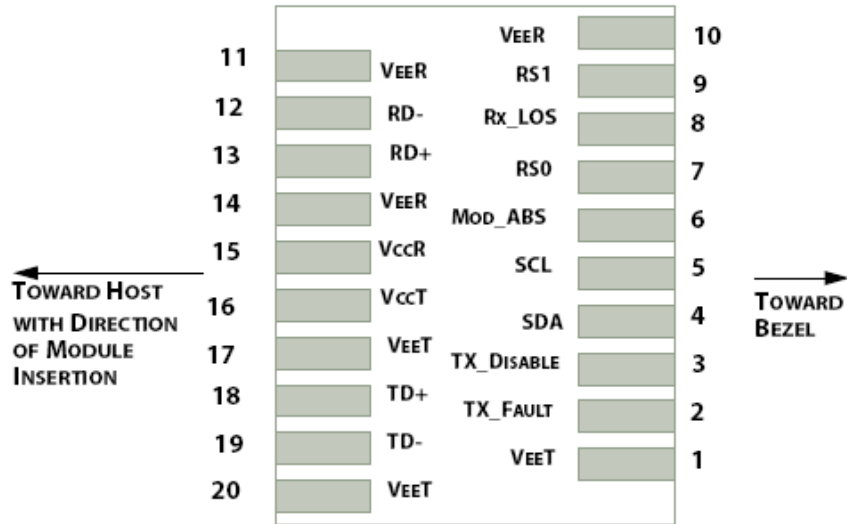 VEER 10
11 VEER
RS1 9
12 RD-
Rx_LOS 8
13 RD+
RS0 7
14 VEER
MOD_ABS 6
15 VCCR
SCL 5
TOWARD HOST
WITH DIRECTION
OF MODULE
INSERTION
TOWARD
BEZEL
16 VCCT
SDA 4
17 VEET
TX_DISABLE 3
18 TD+
TX_FAULT 2
19 TD-
VEET 1
20 VEET